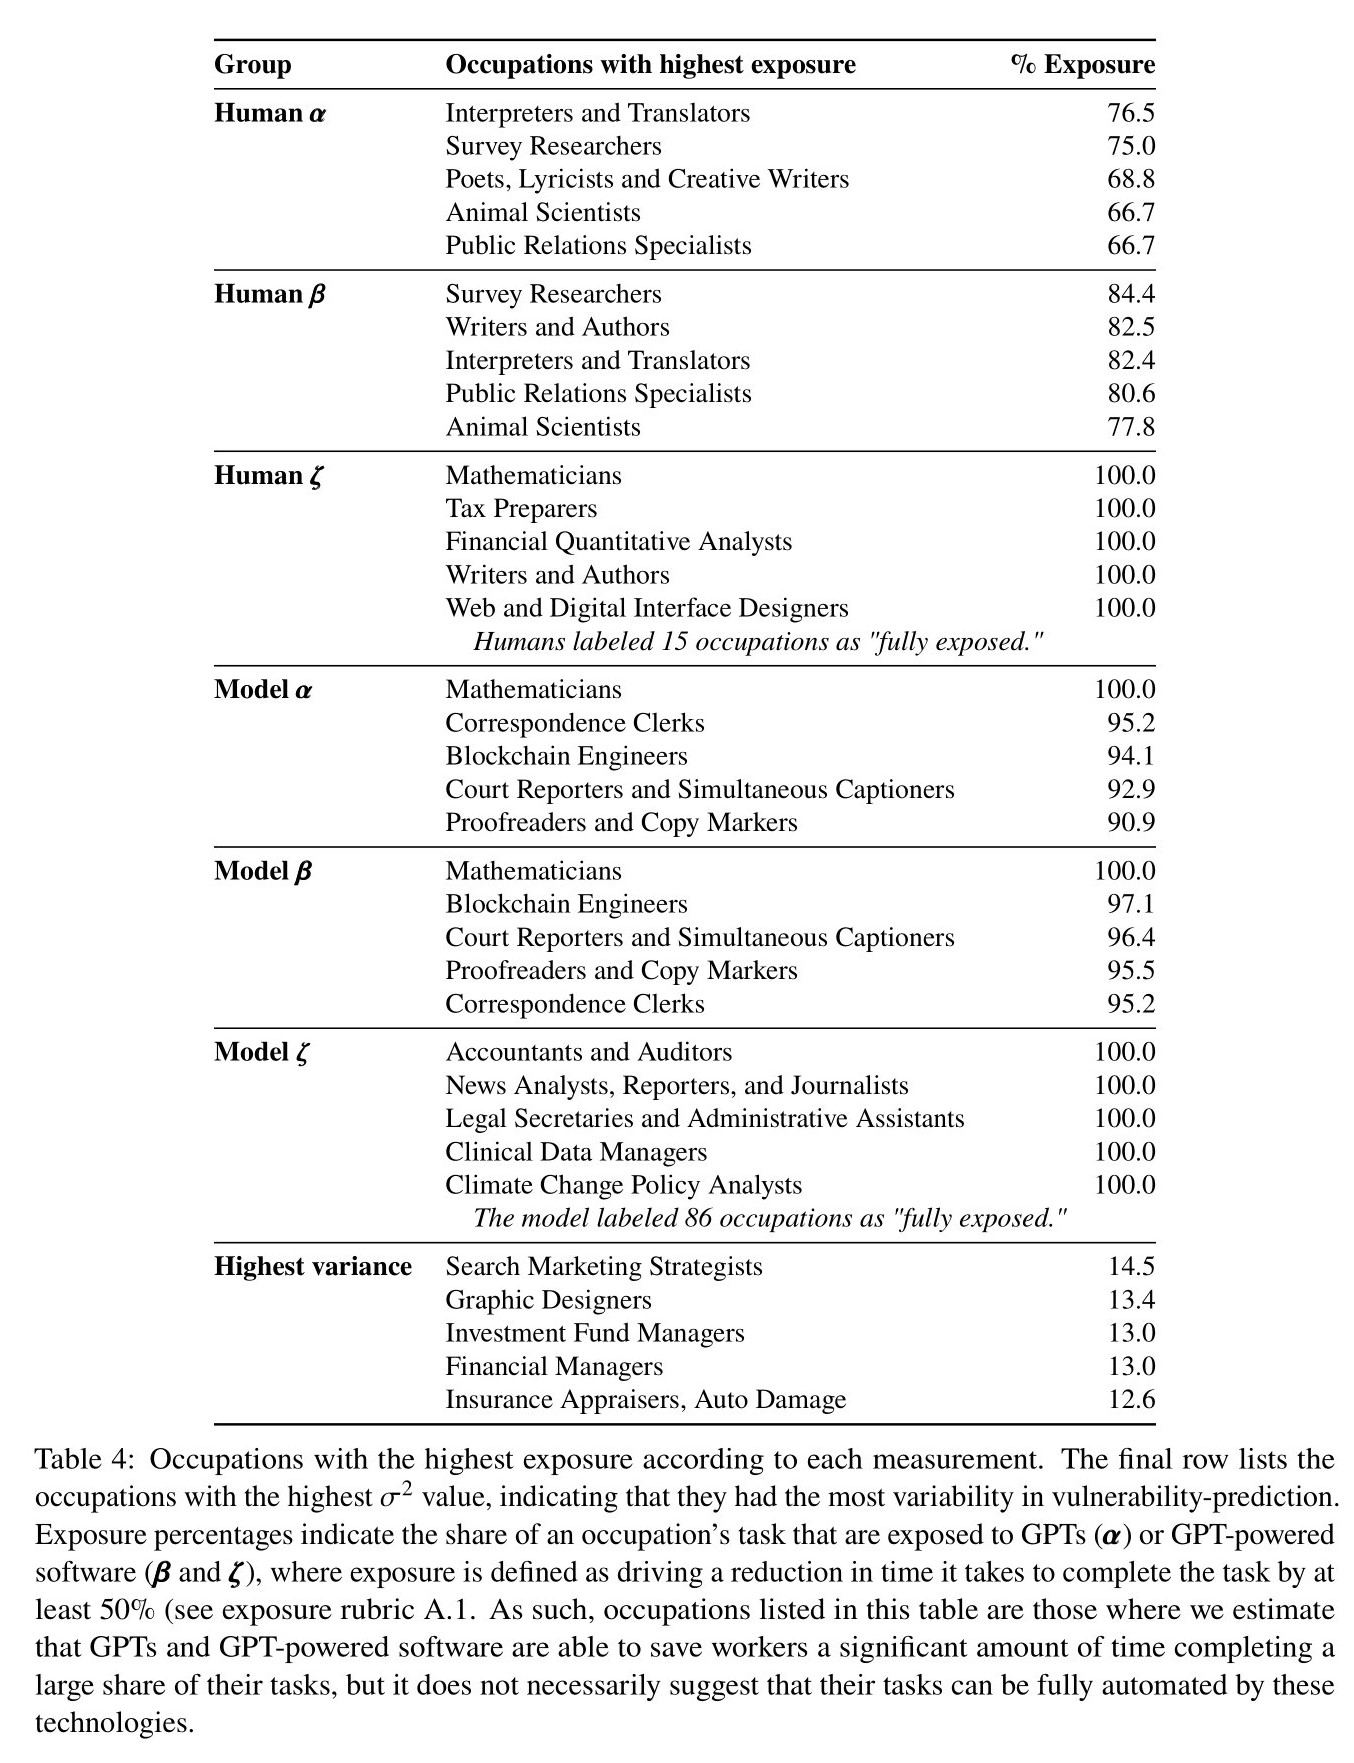 Group Occupations with highest exposure % Exposure
Human α Interpreters and Translators 76.5
Survey Researchers 75.0
Poets, Lyricists and Creative Writers 68.8
Animal Scientists 66.7
Public Relations Specialists 66.7
Human β Survey Researchers 84.4
Writers and Authors 82.5
Interpreters and Translators 82.4
Public Relations Specialists 80.6
Animal Scientists 77.8
Human ζ Mathematicians 100.0
Tax Preparers 100.0
Financial Quantitative Analysts 100.0
Writers and Authors 100.0
Web and Digital Interface Designers 100.0
Humans labeled 15 occupations as "fully exposed."
Model α Mathematicians 100.0
Correspondence Clerks 95.2
Blockchain Engineers 94.1
Court Reporters and Simultaneous Captioners 92.9
Proofreaders and Copy Markers 90.9
Model β Mathematicians 100.0
Blockchain Engineers 97.1
Court Reporters and Simultaneous Captioners 96.4
Proofreaders and Copy Markers 95.5
Correspondence Clerks 95.2
Model ζ Accountants and Auditors 100.0
News Analysts, Reporters, and Journalists 100.0
Legal Secretaries and Administrative Assistants 100.0
Clinical Data Managers 100.0
Climate Change Policy Analysts 100.0
The model labeled 86 occupations as "fully exposed."
Highest variance Search Marketing Strategists 14.5
Graphic Designers 13.4
Investment Fund Managers 13.0
Financial Managers 13.0
Insurance Appraisers, Auto Damage 12.6
Table 4: Occupations with the highest exposure according to each measurement. The final row lists the
occupations with the highest σ² value, indicating that they had the most variability in vulnerability-prediction.
Exposure percentages indicate the share of an occupation's task that are exposed to GPTs (α) or GPT-powered
software (β and ζ), where exposure is defined as driving a reduction in time it takes to complete the task by at
least 50% (see exposure rubric A.1. As such, occupations listed in this table are those where we estimate
that GPTs and GPT-powered software are able to save workers a significant amount of time completing a
large share of their tasks, but it does not necessarily suggest that their tasks can be fully automated by these
technologies.